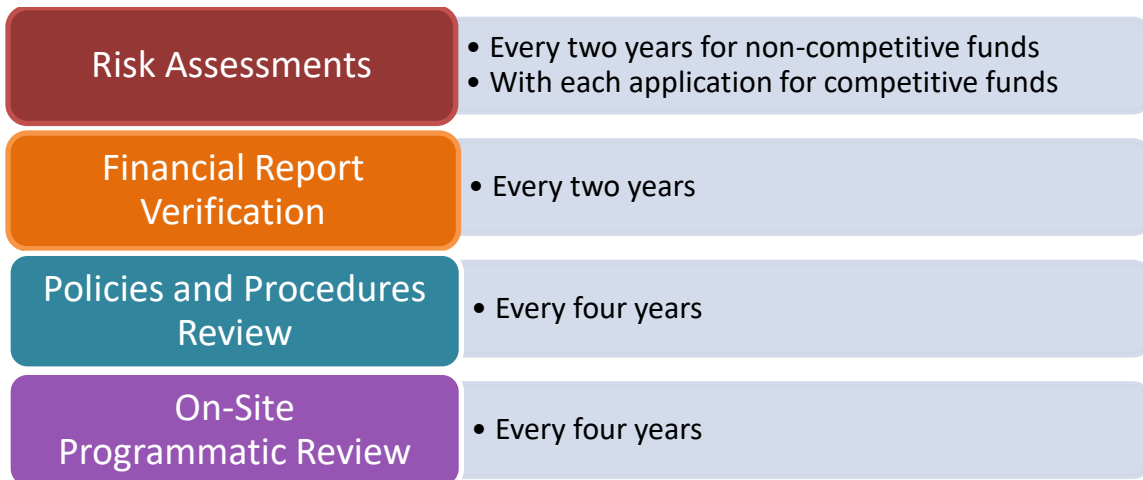 Risk Assessments
• Every two years for non-competitive funds
• With each application for competitive funds
Financial Report
Verification
• Every two years
Policies and Procedures
Review
• Every four years
On-Site
Programmatic Review
• Every four years